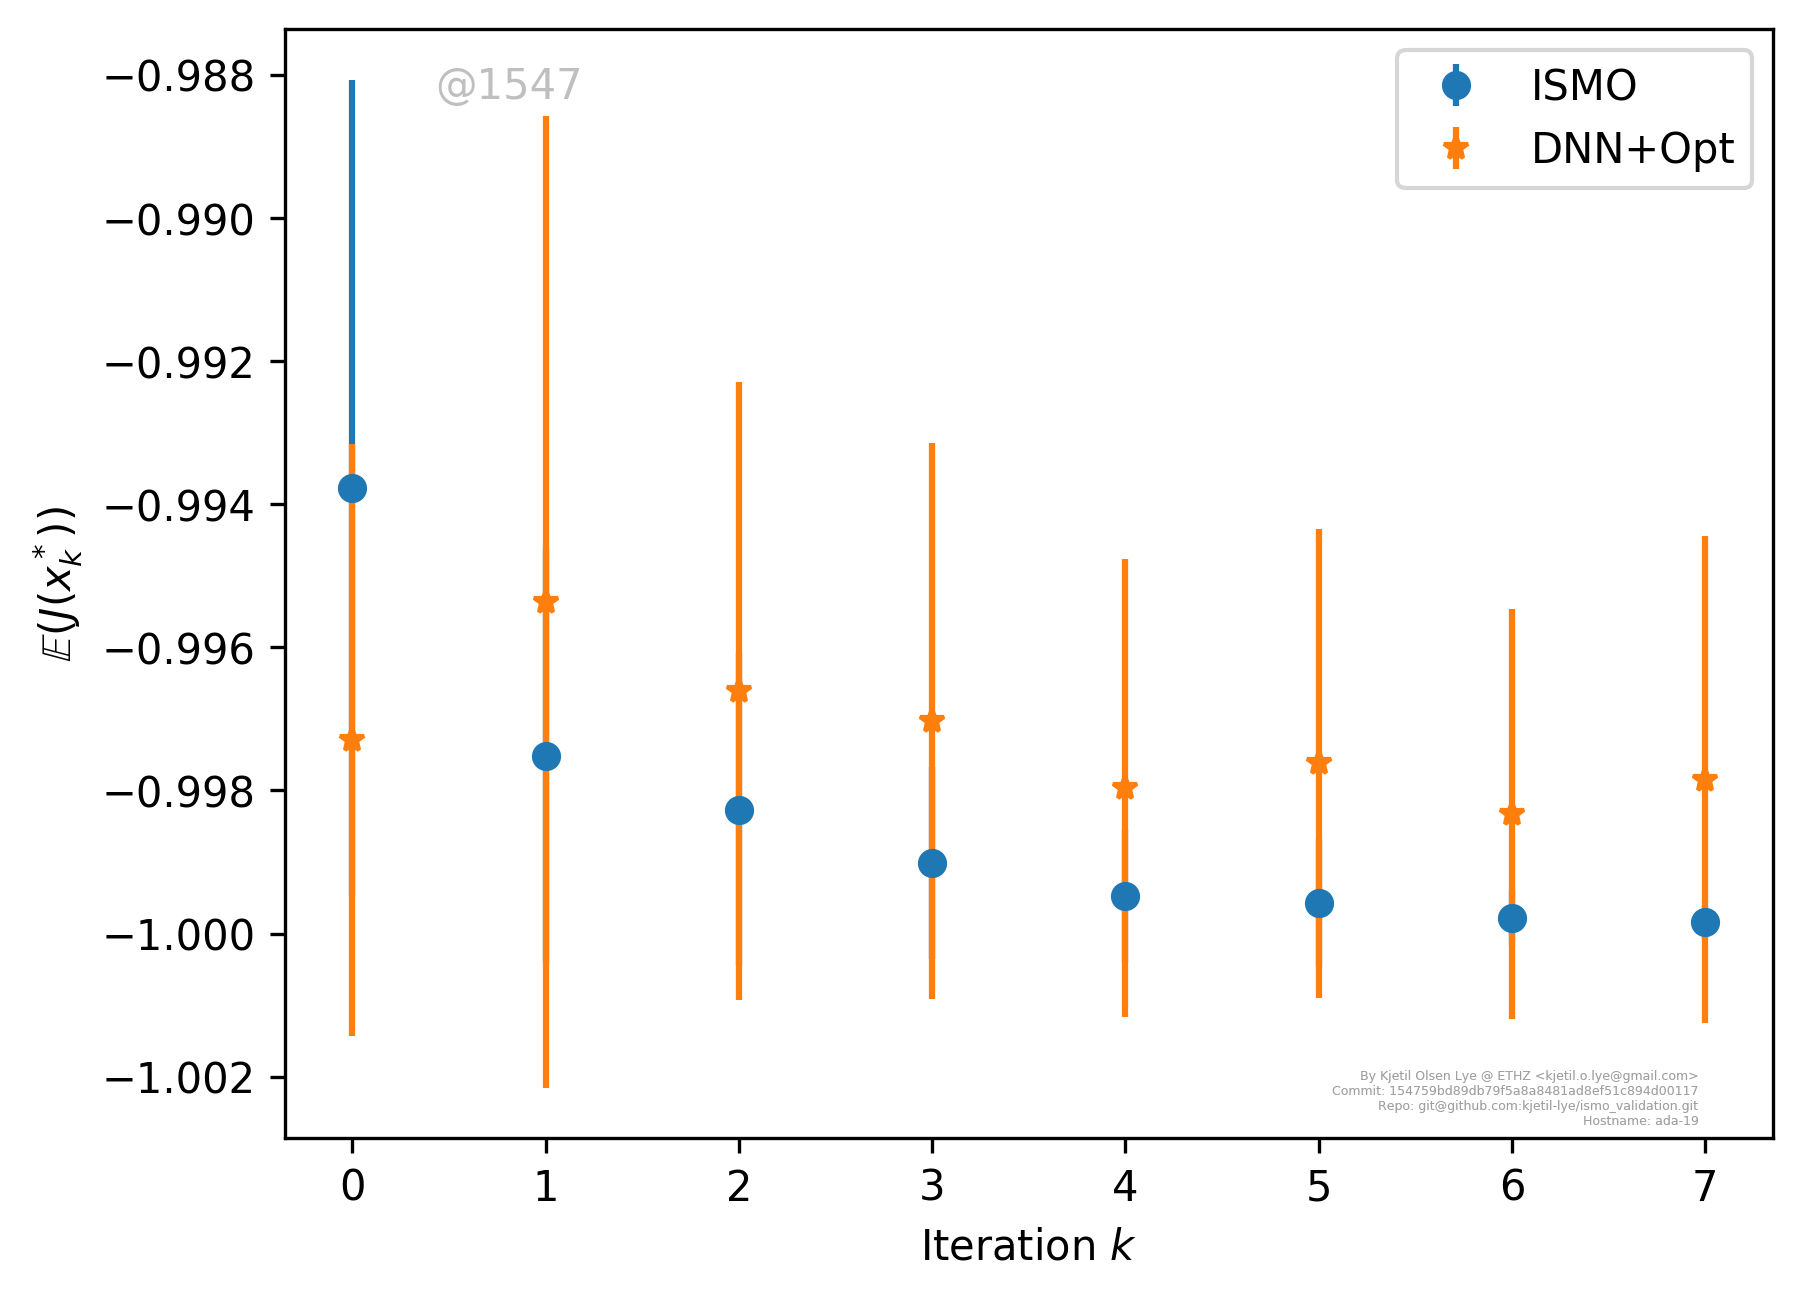 @1547
ISMO
DNN+Opt
−0.988
−0.990
−0.992
−0.994
−0.996
−0.998
−1.000
−1.002
𝔼(J(x*k))
By Kjetil Olsen Lye @ ETHZ <kjetil.o.lye@gmail.com>
Commit: 154759bd89db79f5a8a8481ad8ef51c894d00117
Repo: git@github.com:kjetil-lye/ismo_validation.git
Hostname: ada-19
0 1 2 3 4 5 6 7
Iteration k